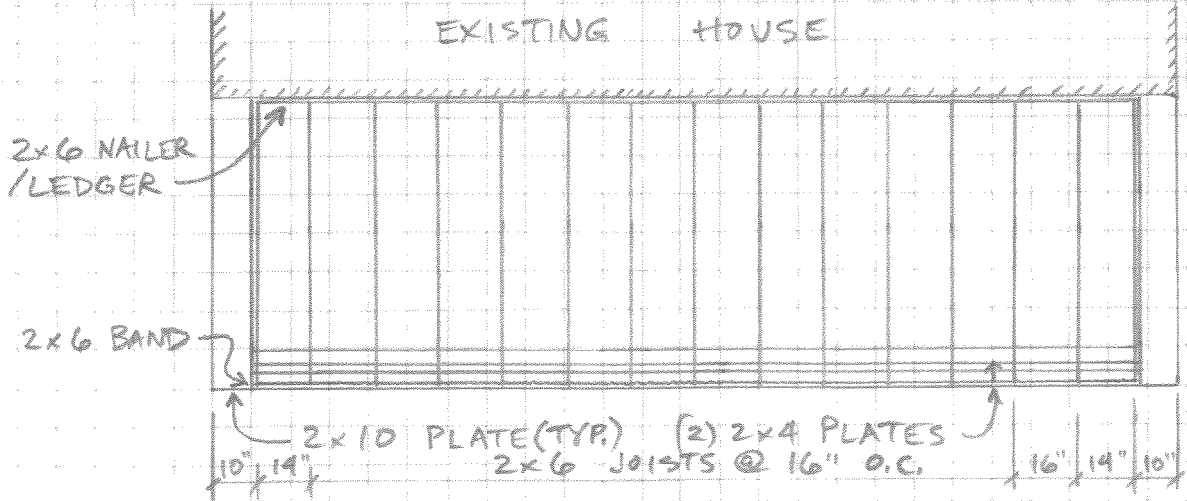 EXISTING HOUSE
2x6 NAILER
/LEDGER
2x6 BAND
2x10 PLATE (TYP.) (2) 2x4 PLATES
10" 14" 2x6 JOISTS @ 16" O.C. 16" 14" 10"